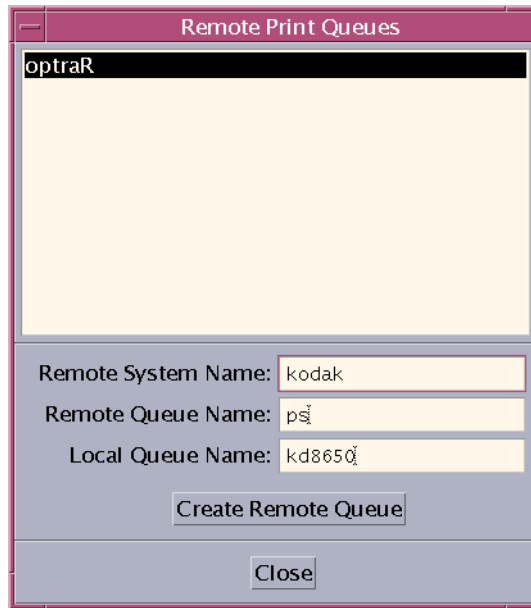 Remote Print Queues
optraR
Remote System Name: kodak
Remote Queue Name: ps
Local Queue Name: kd8650
Create Remote Queue
Close